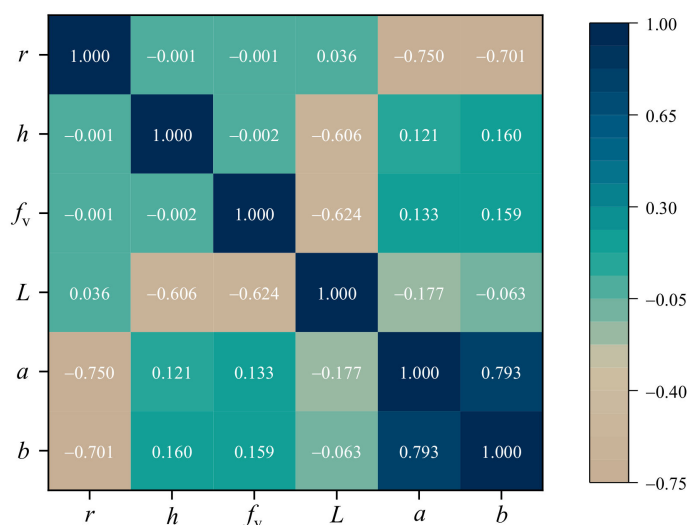 r 1.000 −0.001 −0.001 0.036 −0.750 −0.701
h −0.001 1.000 −0.002 −0.606 0.121 0.160
fv −0.001 −0.002 1.000 −0.624 0.133 0.159
L 0.036 −0.606 −0.624 1.000 −0.177 −0.063
a −0.750 0.121 0.133 −0.177 1.000 0.793
b −0.701 0.160 0.159 −0.063 0.793 1.000
r h fv L a b
1.00
0.65
0.30
−0.05
−0.40
−0.75